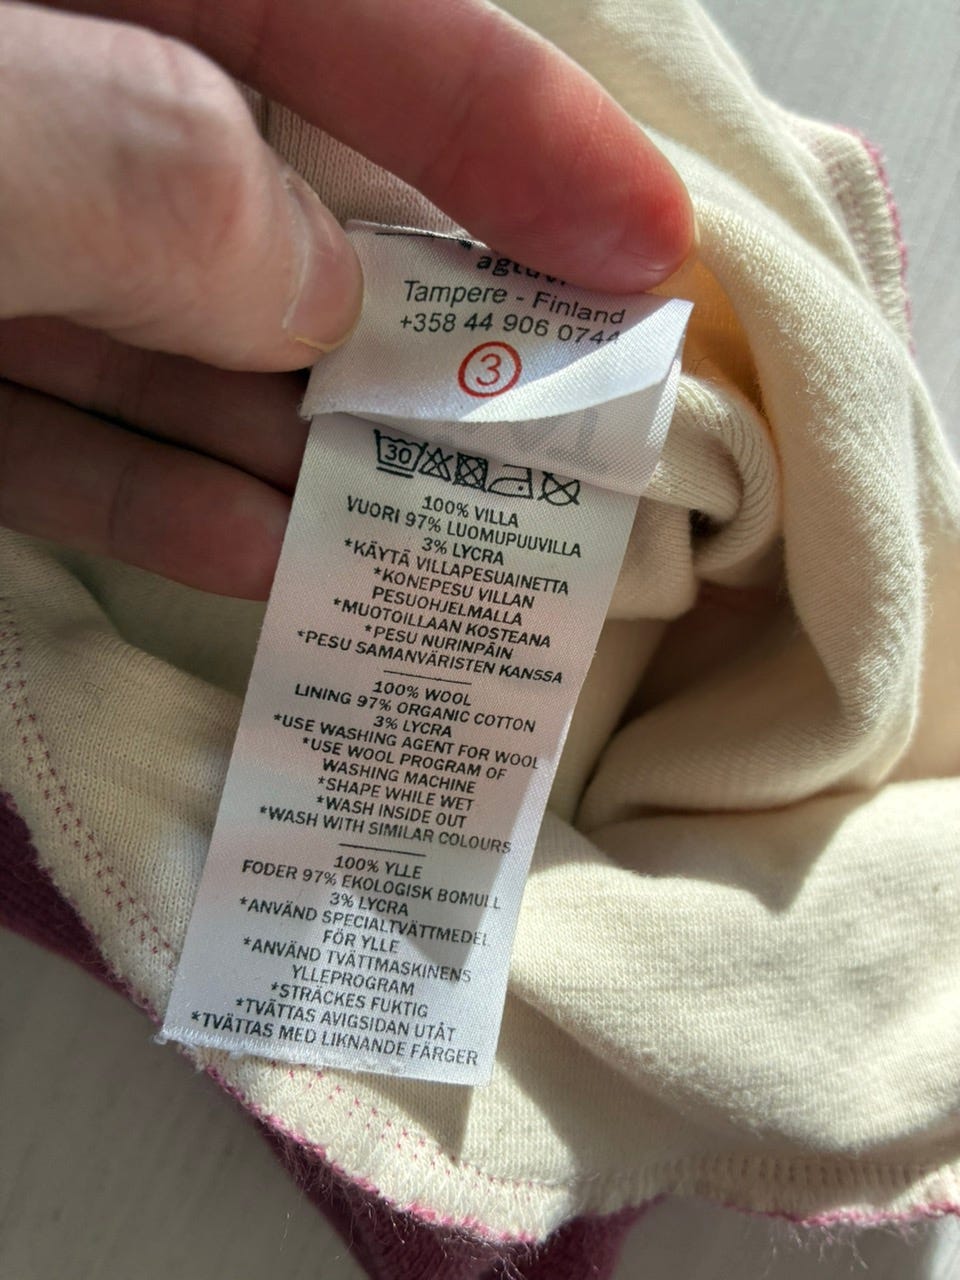 Tampere - Finland
+358 44 906 0744
3
30
100% VILLA
VUORI 97% LUOMUPUUVILLA
3% LYCRA
*KÄYTÄ VILLAPESUAINETTA
*KONEPESU VILLAN
PESUOHJELMALLA
*MUOTOILLAAN KOSTEANA
*PESU NURINPÄIN
*PESU SAMANVÄRISTEN KANSSA
100% WOOL
LINING 97% ORGANIC COTTON
3% LYCRA
*USE WASHING AGENT FOR WOOL
*USE WOOL PROGRAM OF
WASHING MACHINE
*SHAPE WHILE WET
*WASH INSIDE OUT
*WASH WITH SIMILAR COLOURS
100% YLLE
FODER 97% EKOLOGISK BOMULL
3% LYCRA
*ANVÄND SPECIALTVÄTTMEDEL
FÖR YLLE
*ANVÄND TVÄTTMASKINENS
YLLEPROGRAM
*STRÄCKES FUKTIG
*TVÄTTAS AVIGSIDAN UTÅT
*TVÄTTAS MED LIKNANDE FÄRGER